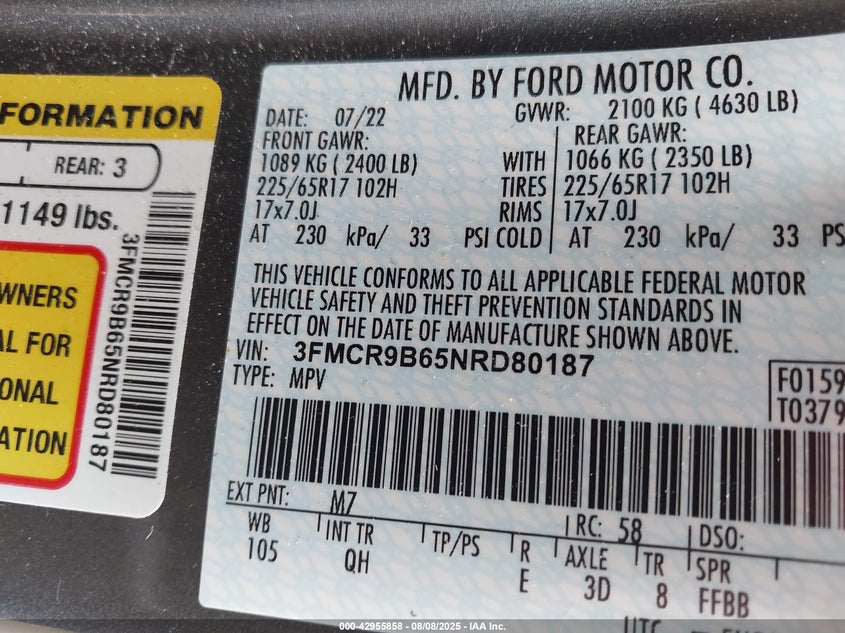 FORMATION
REAR: 3
1149 lbs.
3FMCR9B65NRD80187
WNERS
AL FOR
ONAL
ATION
MFD. BY FORD MOTOR CO.
DATE: 07/22 GVWR: 2100 KG ( 4630 LB)
FRONT GAWR: REAR GAWR:
1089 KG ( 2400 LB) WITH 1066 KG ( 2350 LB)
225/65R17 102H TIRES 225/65R17 102H
17x7.0J RIMS 17x7.0J
AT 230 kPa/ 33 PSI COLD AT 230 kPa/ 33 PS
THIS VEHICLE CONFORMS TO ALL APPLICABLE FEDERAL MOTOR
VEHICLE SAFETY AND THEFT PREVENTION STANDARDS IN
EFFECT ON THE DATE OF MANUFACTURE SHOWN ABOVE.
VIN: 3FMCR9B65NRD80187
TYPE: MPV
F0159
T0379
EXT PNT: M7
RC: 58 DSO:
WB INT TR TP/PS R AXLE TR SPR
105 QH E 3D 8 FFBB
UTC
000-42955858 - 08/08/2025 - IAA Inc.